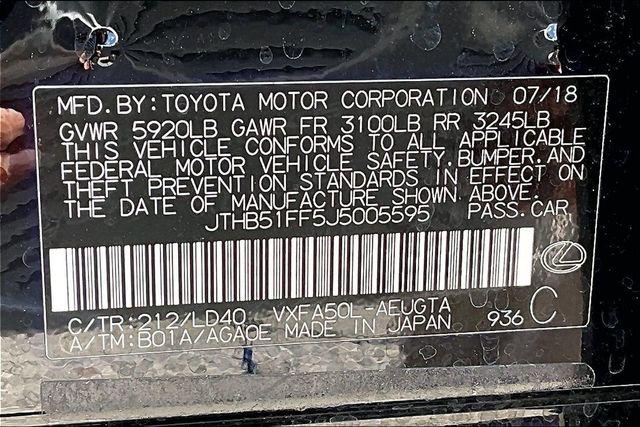 MFD. BY: TOYOTA MOTOR CORPORATION 07/18
GVWR 5920LB GAWR FR 3100LB RR 3245LB
THIS VEHICLE CONFORMS TO ALL APPLICABLE
FEDERAL MOTOR VEHICLE SAFETY, BUMPER, AND
THEFT PREVENTION STANDARDS IN EFFECT ON
THE DATE OF MANUFACTURE SHOWN ABOVE.
JTHB51FF5J5005595 PASS. CAR
C/TR: 212/LD40 VXFA50L-AEUGTA
A/TM: B01A/AGA0E MADE IN JAPAN 936 C